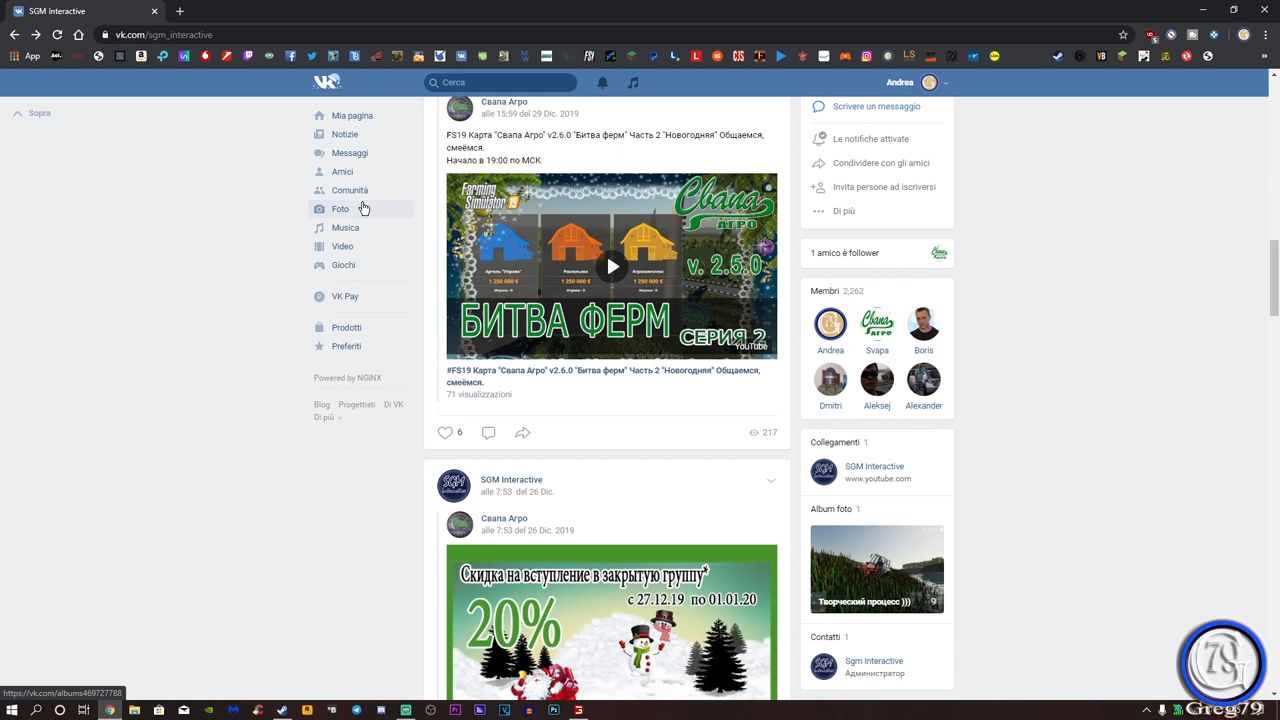 SGM Interactive
vk.com/sgm_interactive
App
Cerca
Andrea
Sopra
Mia pagina
Notizie
Messaggi
Amici
Comunità
Foto
Musica
Video
Giochi
VK Pay
Prodotti
Preferiti
Powered by NGINX
Blog Progettisti Di VK
Di più
Свапа Агро
alle 15:59 del 29 Dic. 2019
FS19 Карта "Свапа Агро" v2.6.0 "Битва ферм" Часть 2 "Новогодняя" Общаемся,
смеёмся.
Начало в 19:00 по МСК
Farming
Simulator 19
Свапа
АГРО
v. 2.5.0
Артель "Управа" Россельхоз Агрокомплекс
1 250 000 € 1 250 000 € 1 250 000 €
БИТВА ФЕРМ
СЕРИЯ 2
YouTube
#FS19 Карта "Свапа Агро" v2.6.0 "Битва ферм" Часть 2 "Новогодняя" Общаемся,
смеёмся.
71 visualizzazioni
6
217
SGM Interactive
alle 7:53 del 26 Dic.
Свапа Агро
alle 7:53 del 26 Dic. 2019
Скидка на вступление в закрытую группу*
с 27.12.19 по 01.01.20
20%
Scrivere un messaggio
Le notifiche attivate
Condividere con gli amici
Invita persone ad iscriversi
Di più
1 amico è follower
Membri 2,262
Andrea Svapa Boris
Dmitri Aleksej Alexander
Collegamenti 1
SGM Interactive
www.youtube.com
Album foto 1
Творческий процесс ))) 9
Contatti 1
Sgm Interactive
Администратор
https://vk.com/albums469727788
Greg79